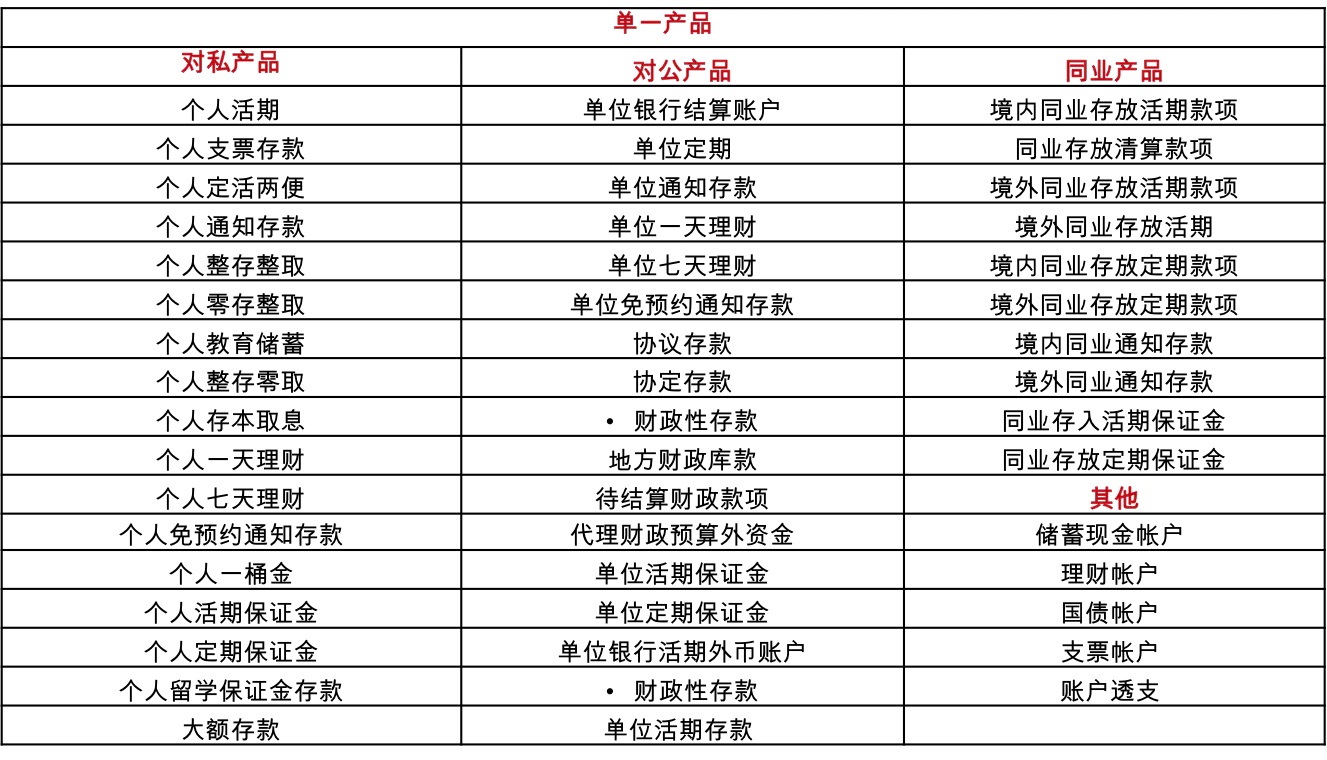 单一产品
对私产品 对公产品 同业产品
个人活期 单位银行结算账户 境内同业存放活期款项
个人支票存款 单位定期 同业存放清算款项
个人定活两便 单位通知存款 境外同业存放活期款项
个人通知存款 单位一天理财 境外同业存放活期
个人整存整取 单位七天理财 境内同业存放定期款项
个人零存整取 单位免预约通知存款 境外同业存放定期款项
个人教育储蓄 协议存款 境内同业通知存款
个人整存零取 协定存款 境外同业通知存款
个人存本取息 • 财政性存款 同业存入活期保证金
个人一天理财 地方财政库款 同业存放定期保证金
个人七天理财 待结算财政款项 其他
个人免预约通知存款 代理财政预算外资金 储蓄现金帐户
个人一桶金 单位活期保证金 理财帐户
个人活期保证金 单位定期保证金 国债帐户
个人定期保证金 单位银行活期外币账户 支票帐户
个人留学保证金存款 • 财政性存款 账户透支
大额存款 单位活期存款